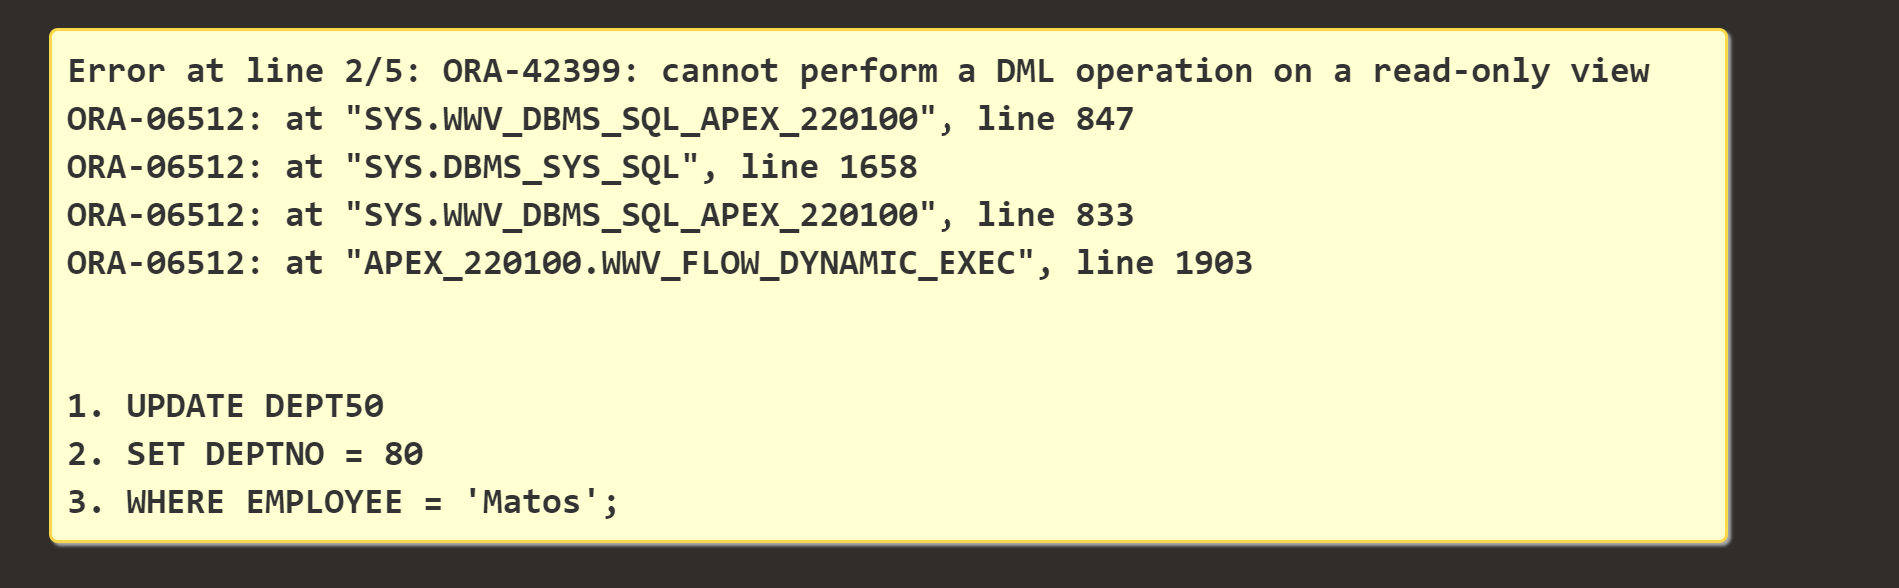 Error at line 2/5: ORA-42399: cannot perform a DML operation on a read-only view
ORA-06512: at "SYS.WWV_DBMS_SQL_APEX_220100", line 847
ORA-06512: at "SYS.DBMS_SYS_SQL", line 1658
ORA-06512: at "SYS.WWV_DBMS_SQL_APEX_220100", line 833
ORA-06512: at "APEX_220100.WWV_FLOW_DYNAMIC_EXEC", line 1903
1. UPDATE DEPT50
2. SET DEPTNO = 80
3. WHERE EMPLOYEE = 'Matos';